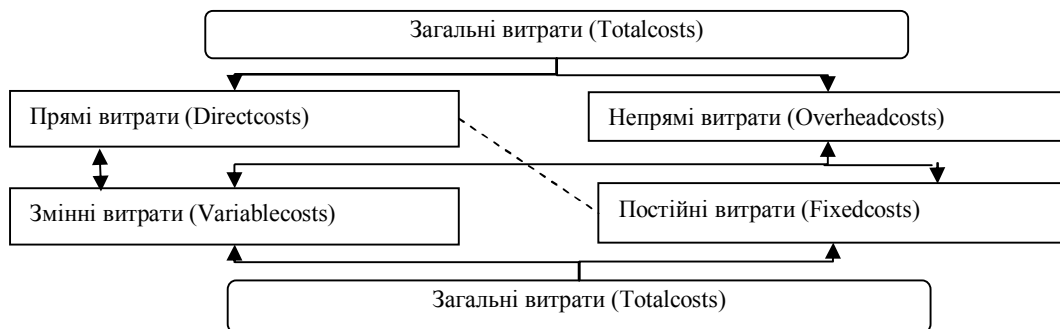 Загальні витрати (Totalcosts)
Прямі витрати (Directcosts)
Непрямі витрати (Overheadcosts)
Змінні витрати (Variablecosts)
Постійні витрати (Fixedcosts)
Загальні витрати (Totalcosts)